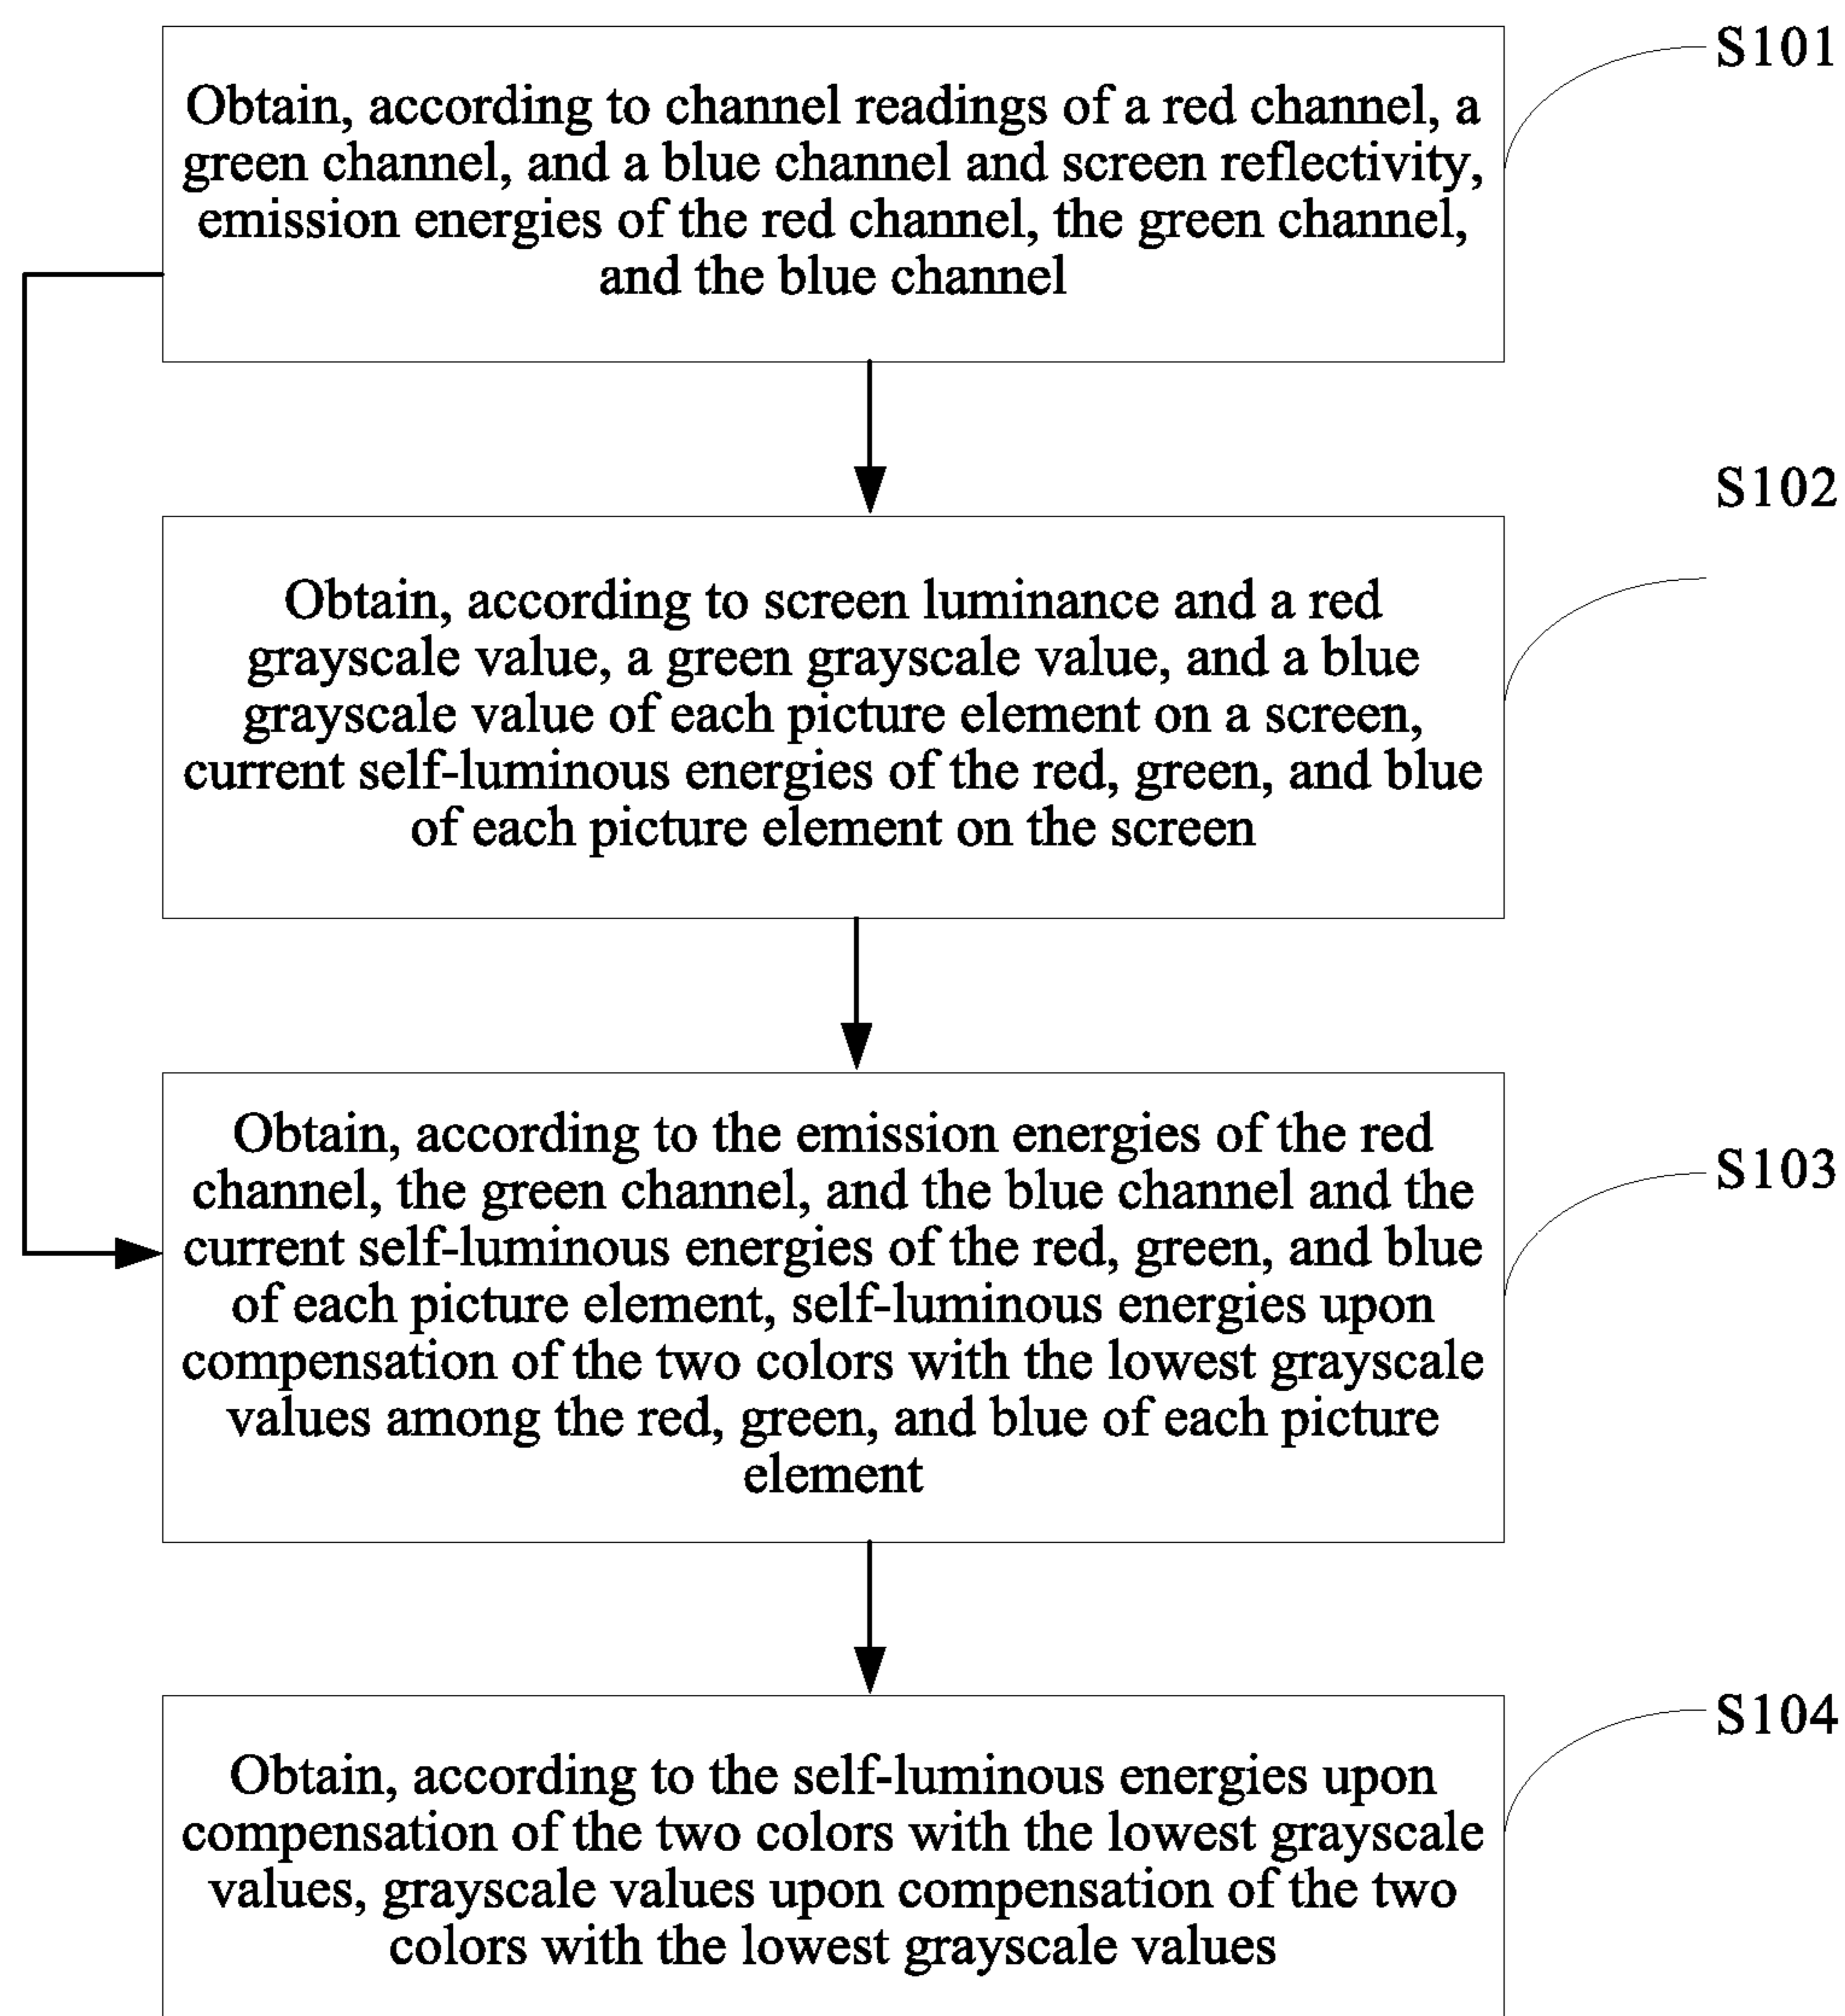 S101
Obtain, according to channel readings of a red channel, a
green channel, and a blue channel and screen reflectivity,
emission energies of the red channel, the green channel,
and the blue channel
S102
Obtain, according to screen luminance and a red
grayscale value, a green grayscale value, and a blue
grayscale value of each picture element on a screen,
current self-luminous energies of the red, green, and blue
of each picture element on the screen
S103
Obtain, according to the emission energies of the red
channel, the green channel, and the blue channel and the
current self-luminous energies of the red, green, and blue
of each picture element, self-luminous energies upon
compensation of the two colors with the lowest grayscale
values among the red, green, and blue of each picture
element
S104
Obtain, according to the self-luminous energies upon
compensation of the two colors with the lowest grayscale
values, grayscale values upon compensation of the two
colors with the lowest grayscale values